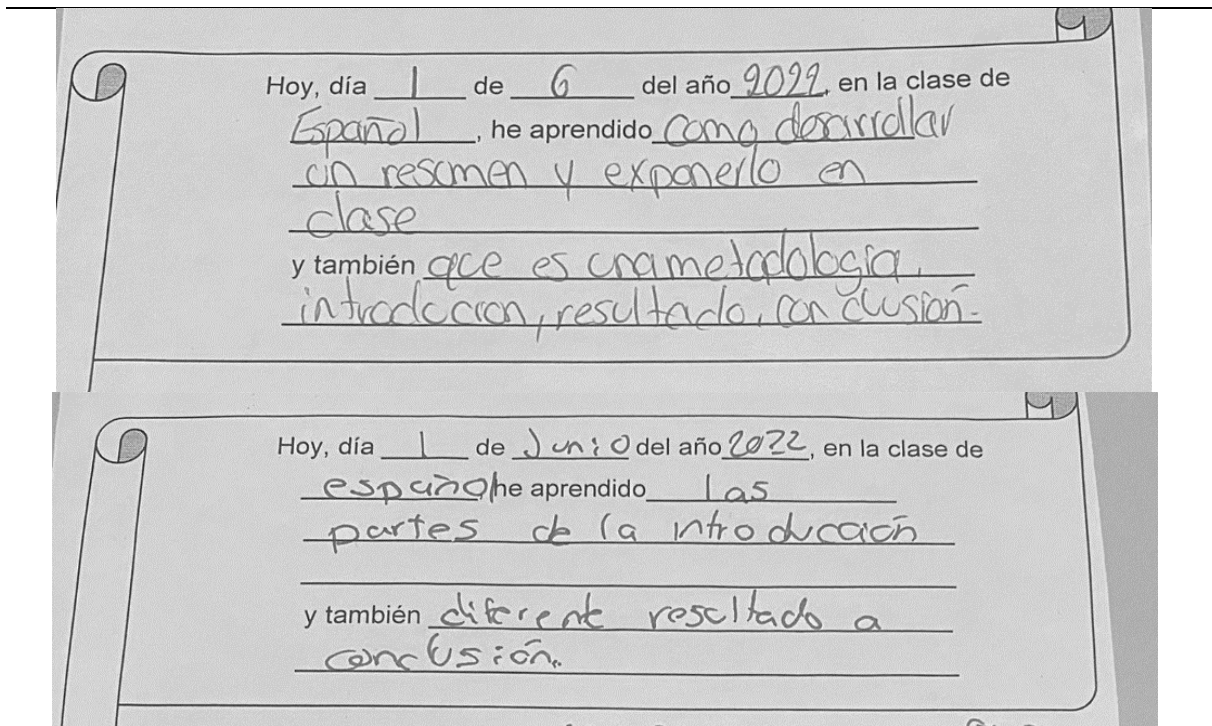 Hoy, día 1 de 6 del año 2022, en la clase de
Español, he aprendido como desarrollar
un resumen y exponerlo en
clase
y también que es una metodología,
introducción, resultado, conclusión.
Hoy, día 1 de Junio del año 2022, en la clase de
español he aprendido las
partes de la introducción
y también diferente resultado a
conclusión.